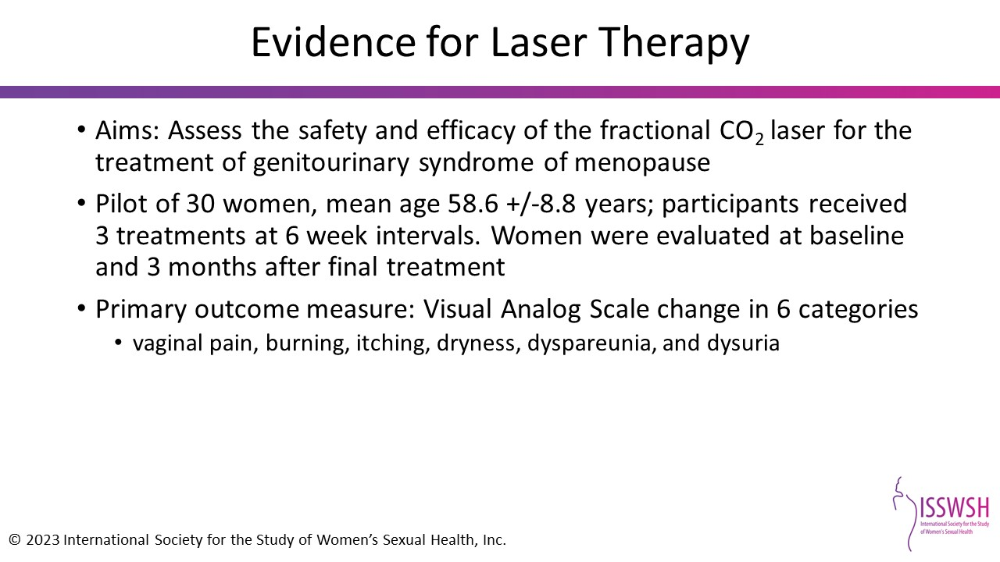 Evidence for Laser Therapy
• Aims: Assess the safety and efficacy of the fractional CO₂ laser for the
treatment of genitourinary syndrome of menopause
• Pilot of 30 women, mean age 58.6 +/-8.8 years; participants received
3 treatments at 6 week intervals. Women were evaluated at baseline
and 3 months after final treatment
• Primary outcome measure: Visual Analog Scale change in 6 categories
• vaginal pain, burning, itching, dryness, dyspareunia, and dysuria
ISSWSH
International Society for the Study
of Women's Sexual Health
© 2023 International Society for the Study of Women’s Sexual Health, Inc.